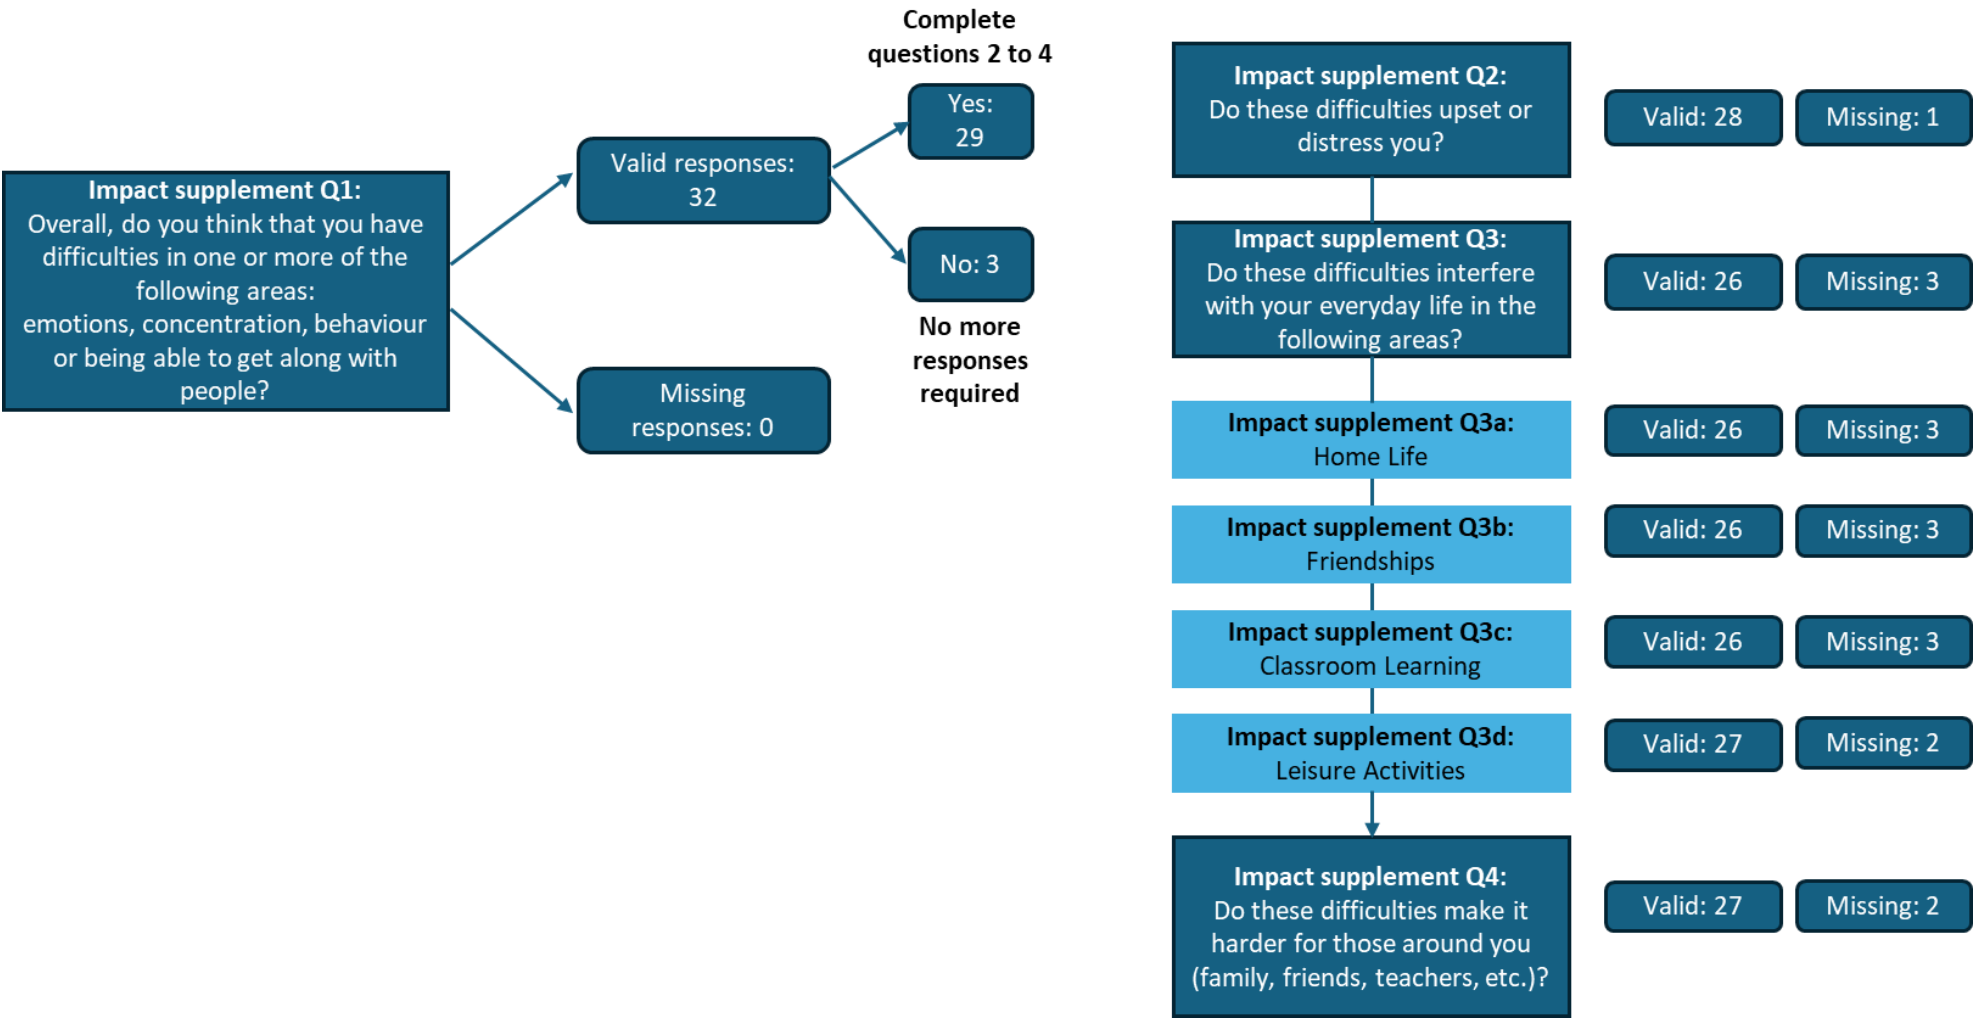 Impact supplement Q1:
Overall, do you think that you have
difficulties in one or more of the
following areas:
emotions, concentration, behaviour
or being able to get along with
people?
Valid responses:
32
Missing
responses: 0
Complete
questions 2 to 4
Yes:
29
No: 3
No more
responses
required
Impact supplement Q2:
Do these difficulties upset or
distress you?
Valid: 28
Missing: 1
Impact supplement Q3:
Do these difficulties interfere
with your everyday life in the
following areas?
Valid: 26
Missing: 3
Impact supplement Q3a:
Home Life
Valid: 26
Missing: 3
Impact supplement Q3b:
Friendships
Valid: 26
Missing: 3
Impact supplement Q3c:
Classroom Learning
Valid: 26
Missing: 3
Impact supplement Q3d:
Leisure Activities
Valid: 27
Missing: 2
Impact supplement Q4:
Do these difficulties make it
harder for those around you
(family, friends, teachers, etc.)?
Valid: 27
Missing: 2